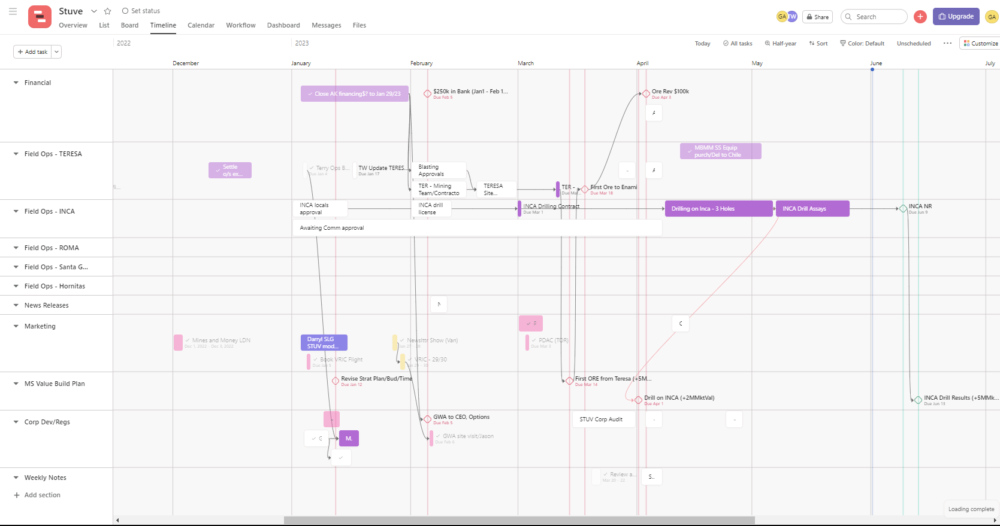 Stuve
Set status
Overview
List
Board
Timeline
Calendar
Workflow
Dashboard
Messages
Files
GA
TW
Share
Search
Upgrade
GA
Add task
2022
2023
Today
All tasks
Half-year
Sort
Color: Default
Unscheduled
Customize
December
January
February
March
April
May
June
July
Financial
Close AK financing$? to Jan 29/23
$250k in Bank (Jan1 - Feb 1...
Due Feb 5
Ore Rev $100k
Due Apr 3
Field Ops - TERESA
MBMM SS Equip
purch/Del to Chile
Settle
o/s ex...
Terry Ops B...
Due Jan 4
TW Update TERES...
Due Jan 17
Blasting
Approvals
TER - Mining
Team/Contracto
TERESA
Site...
TER -
Due Mar...
First Ore to Enami
Due Mar 18
Field Ops - INCA
INCA locals
approval
INCA drill
license
INCA Drilling Contract
Due Mar 1
Drilling on Inca - 3 Holes
INCA Drill Assays
INCA NR
Due Jun 9
Awaiting Comm approval
Field Ops - ROMA
Field Ops - Santa G...
Field Ops - Hornitas
News Releases
Marketing
Mines and Money LDN
Dec 1, 2022 - Dec 3, 2022
Darryl SLG
STUV mod...
Newslttr Show (Van)
Jan 27 - 28
PDAC (TOR)
Due Mar 3
Book VRIC Flight
Due Jan 5
VRIC - 29/30
Jan 29 - 30
MS Value Build Plan
Revise Strat Plan/Bud/Time
Due Jan 12
First ORE from Teresa (+5M...
Due Mar 14
Drill on INCA (+2MMktVal)
Due Apr 1
INCA Drill Results (+5MMk...
Due Jun 13
Corp Dev/Regs
GWA to CEO, Options
Due Feb 5
STUV Corp Audit
GWA site visit/Jason
Due Feb 6
M.
Weekly Notes
Review a...
Mar 20 - 22
S..
Add section
Loading complete